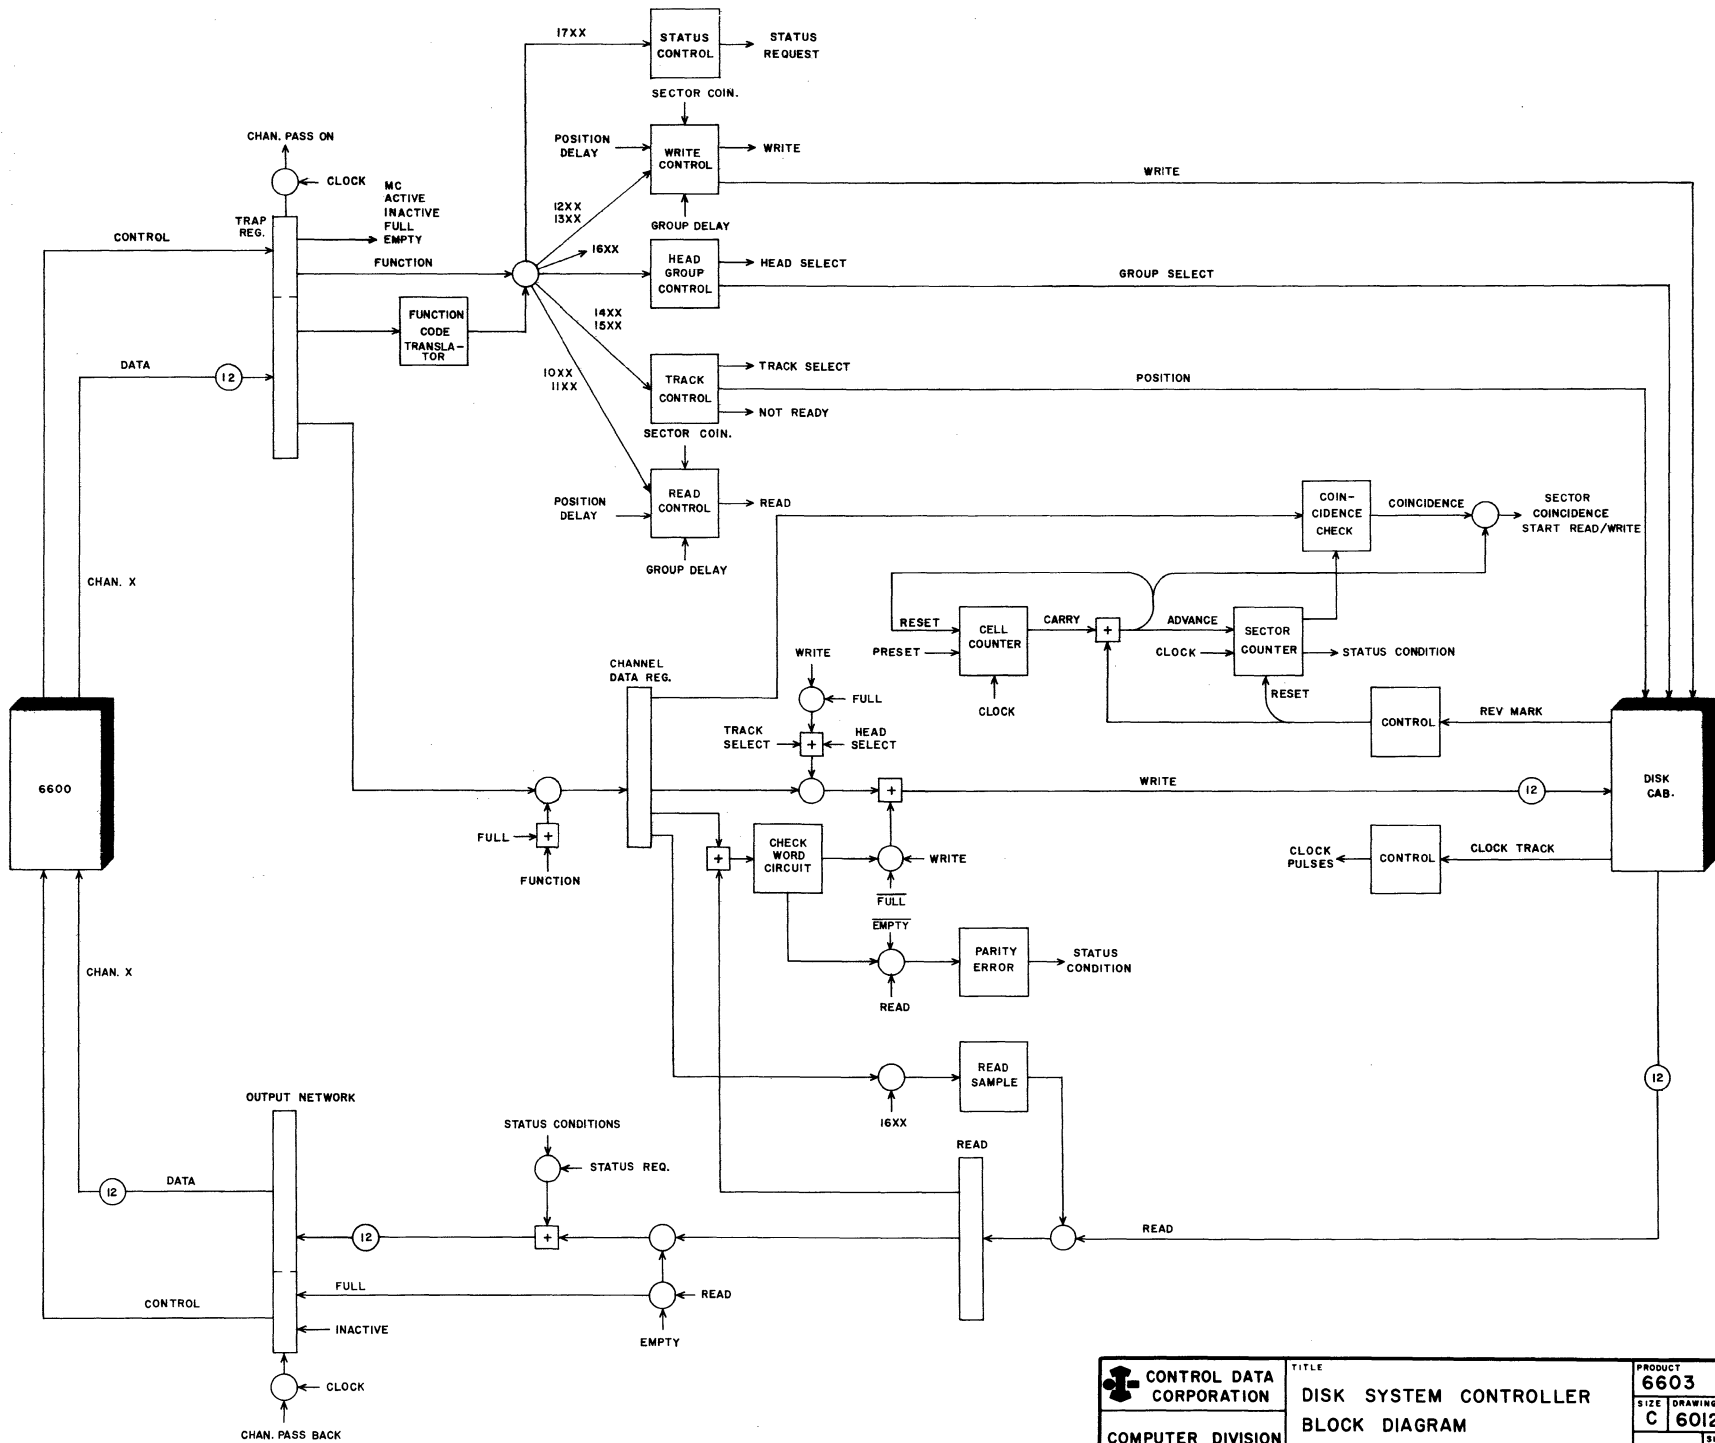 17XX
STATUS
CONTROL
STATUS
REQUEST
SECTOR COIN.
CHAN. PASS ON
POSITION
DELAY
WRITE
CONTROL
WRITE
WRITE
CLOCK
MC
ACTIVE
INACTIVE
FULL
EMPTY
12XX
13XX
TRAP
REG.
GROUP DELAY
CONTROL
16XX
HEAD
GROUP
CONTROL
HEAD SELECT
FUNCTION
GROUP SELECT
FUNCTION
CODE
TRANSLA-
TOR
14XX
15XX
DATA
12
10XX
11XX
TRACK
CONTROL
TRACK SELECT
POSITION
NOT READY
SECTOR COIN.
POSITION
DELAY
READ
CONTROL
READ
COIN-
CIDENCE
CHECK
COINCIDENCE
SECTOR
COINCIDENCE
START READ/WRITE
GROUP DELAY
CHAN. X
RESET
CELL
COUNTER
CARRY
+
ADVANCE
SECTOR
COUNTER
PRESET
CLOCK
STATUS CONDITION
WRITE
CHANNEL
DATA REG.
RESET
FULL
CLOCK
CONTROL
REV MARK
TRACK
SELECT
+
HEAD
SELECT
6600
+
WRITE
12
DISK
CAB.
FULL
+
FUNCTION
+
CHECK
WORD
CIRCUIT
WRITE
CLOCK
PULSES
CONTROL
CLOCK TRACK
FULL
EMPTY
PARITY
ERROR
STATUS
CONDITION
CHAN. X
READ
READ
SAMPLE
12
16XX
OUTPUT NETWORK
STATUS CONDITIONS
READ
STATUS REQ.
DATA
12
12
+
READ
FULL
READ
CONTROL
INACTIVE
EMPTY
CLOCK
CHAN. PASS BACK
CONTROL DATA
CORPORATION
COMPUTER DIVISION
TITLE
DISK SYSTEM CONTROLLER
BLOCK DIAGRAM
PRODUCT
6603
SIZE
C
DRAWING
6012